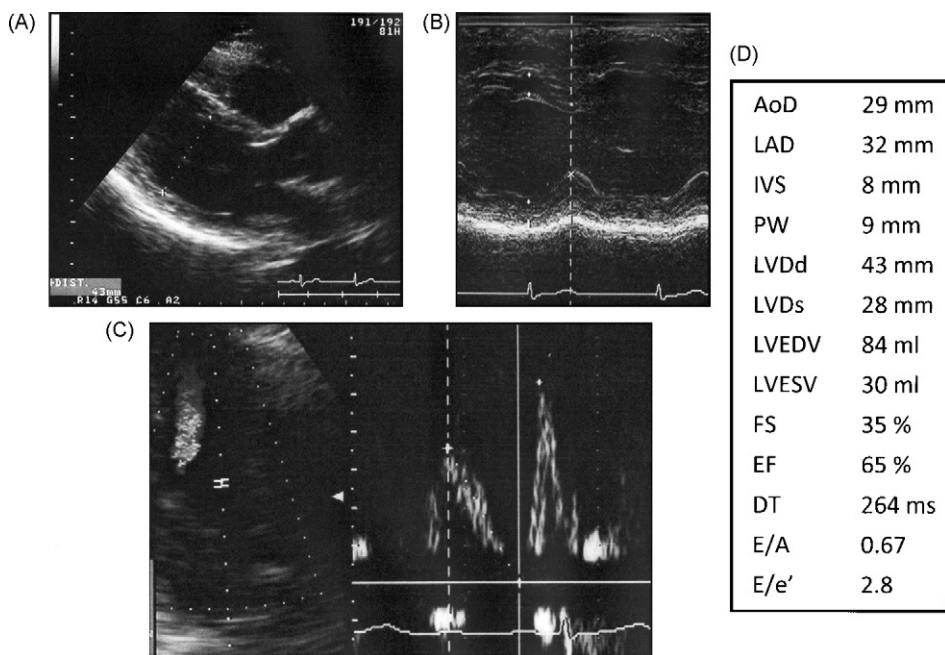 (A)
191/192
81H
+DIST.
43mm
.R14 G55 C6 A2
(B)
(C)
(D)
AoD 29 mm
LAD 32 mm
IVS 8 mm
PW 9 mm
LVDd 43 mm
LVDs 28 mm
LVEDV 84 ml
LVESV 30 ml
FS 35 %
EF 65 %
DT 264 ms
E/A 0.67
E/e’ 2.8